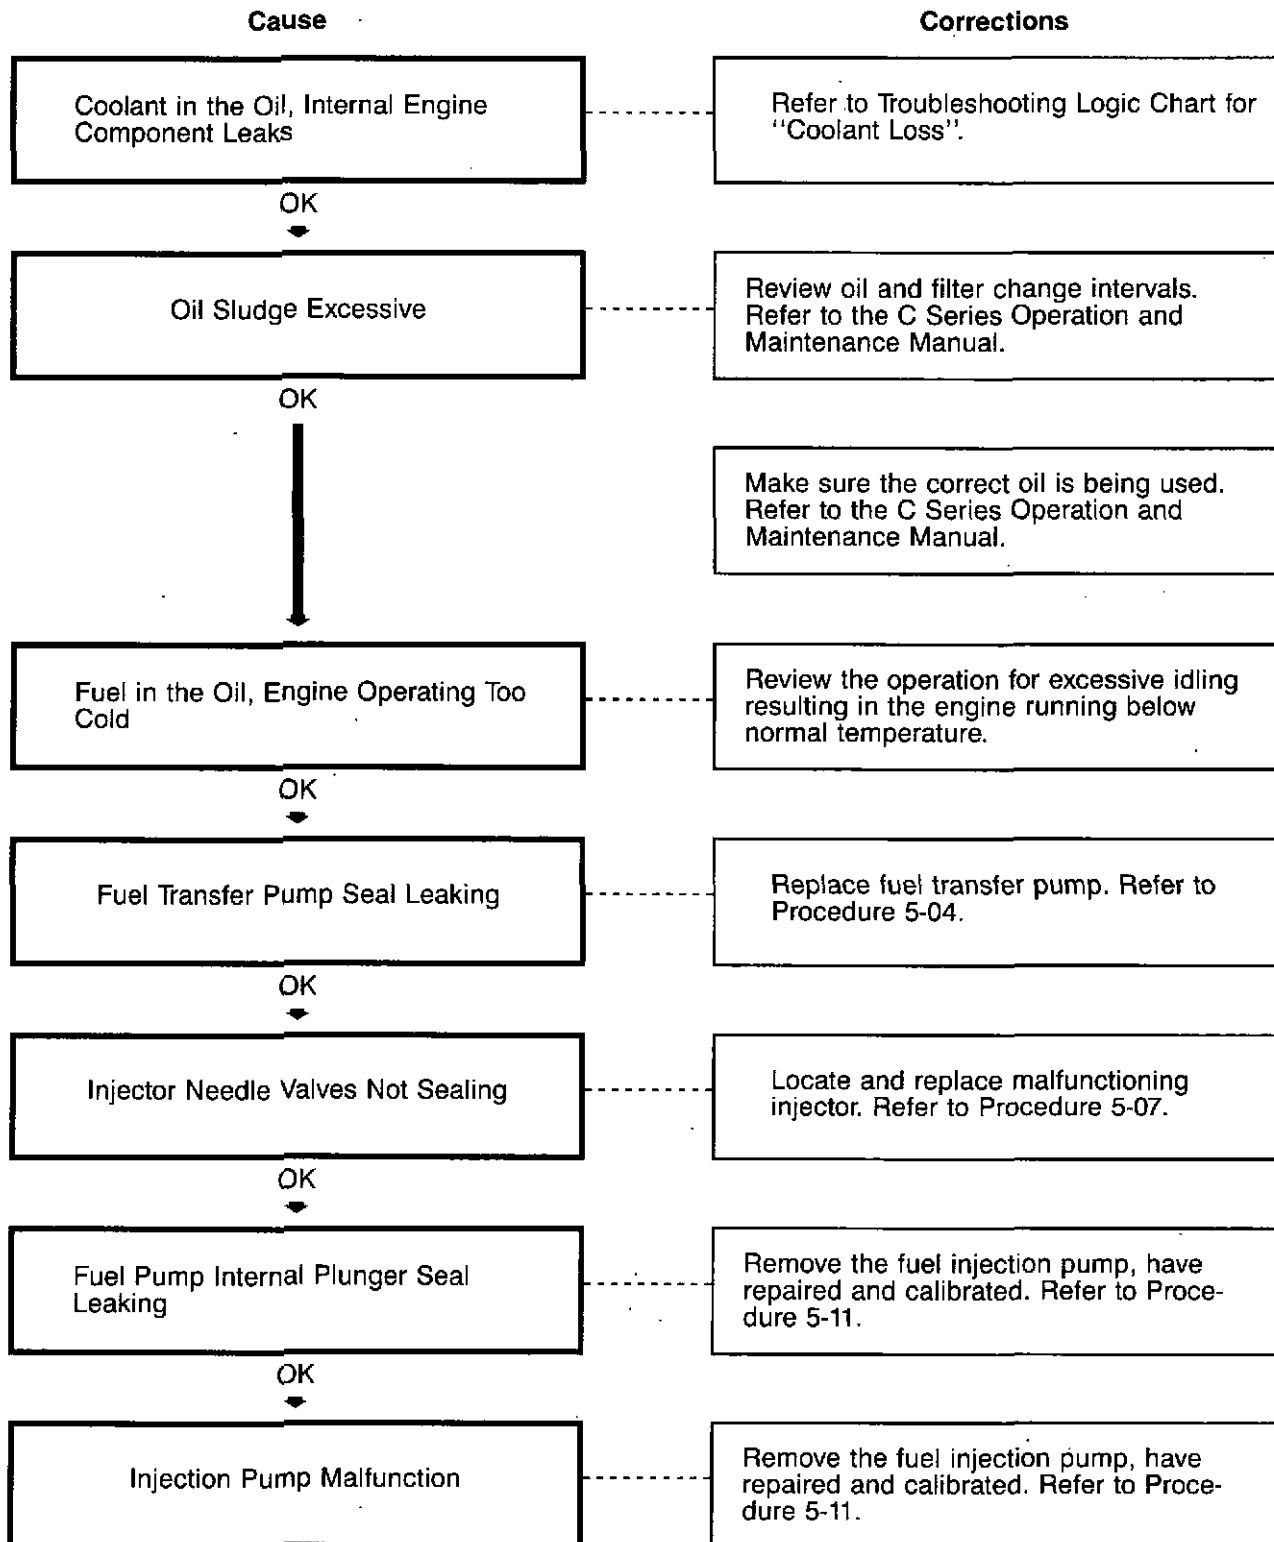 Cause
Corrections
Coolant in the Oil, Internal Engine
Component Leaks
Refer to Troubleshooting Logic Chart for
"Coolant Loss".
OK
Oil Sludge Excessive
Review oil and filter change intervals.
Refer to the C Series Operation and
Maintenance Manual.
OK
Make sure the correct oil is being used.
Refer to the C Series Operation and
Maintenance Manual.
Fuel in the Oil, Engine Operating Too
Cold
Review the operation for excessive idling
resulting in the engine running below
normal temperature.
OK
Fuel Transfer Pump Seal Leaking
Replace fuel transfer pump. Refer to
Procedure 5-04.
OK
Injector Needle Valves Not Sealing
Locate and replace malfunctioning
injector. Refer to Procedure 5-07.
OK
Fuel Pump Internal Plunger Seal
Leaking
Remove the fuel injection pump, have
repaired and calibrated. Refer to Proce-
dure 5-11.
OK
Injection Pump Malfunction
Remove the fuel injection pump, have
repaired and calibrated. Refer to Proce-
dure 5-11.